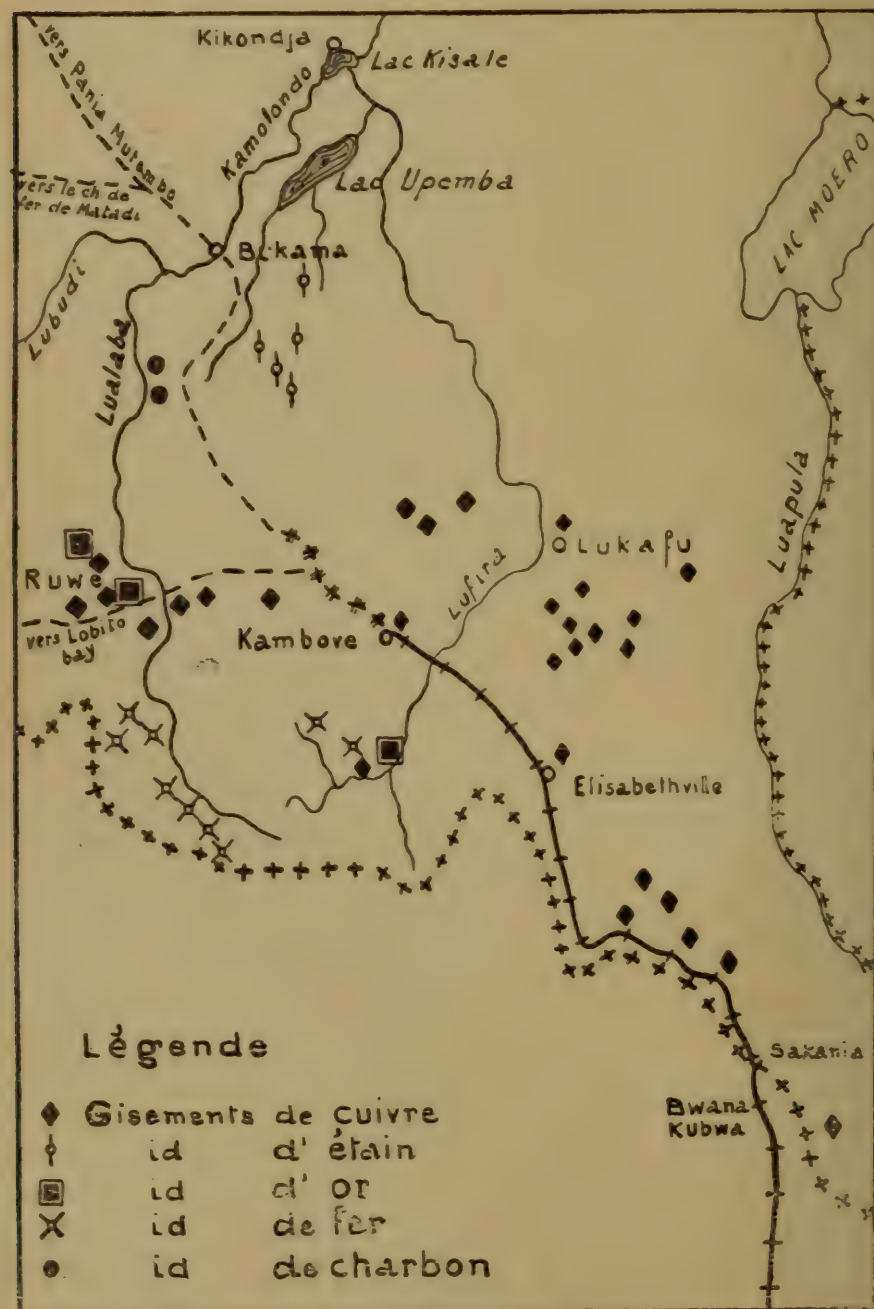 Kikondja
Lac Kisale
vers Pania Mutombo
Kamolondo
Lac Upemba
vers le ch de
fer de Matadi
LAC MOERO
Bukama
Lubudi
Lualaba
Luapula
OLUKAFU
Ruwe
Lufira
vers Lobito
bay
Kambove
Elisabethville
Légende
Sakania
Gisements de cuivre
Bwana
Kubwa
id d' étain
id d' or
id de fer
id de charbon